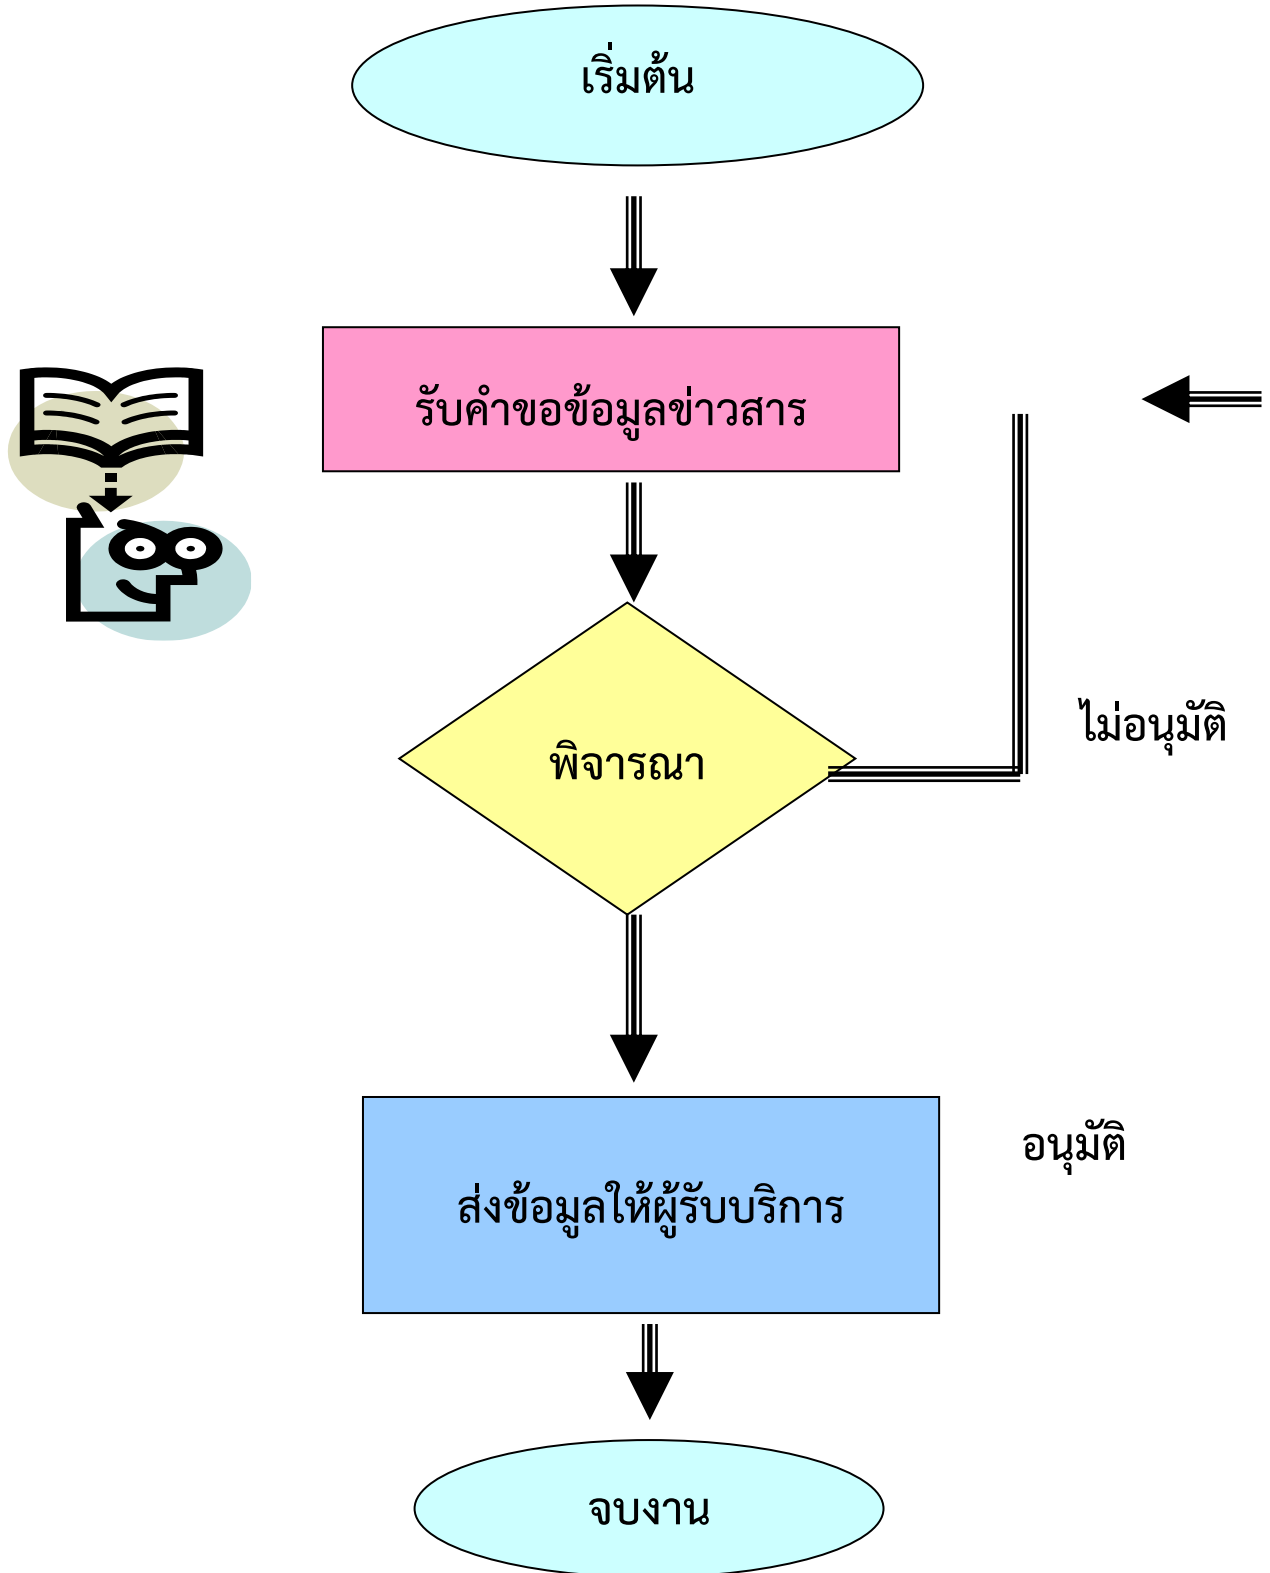 เริ่มต้น
รับคำขอข้อมูลข่าวสาร
ไม่อนุมัติ
พิจารณา
อนุมัติ
ส่งข้อมูลให้ผู้รับบริการ
จบงาน